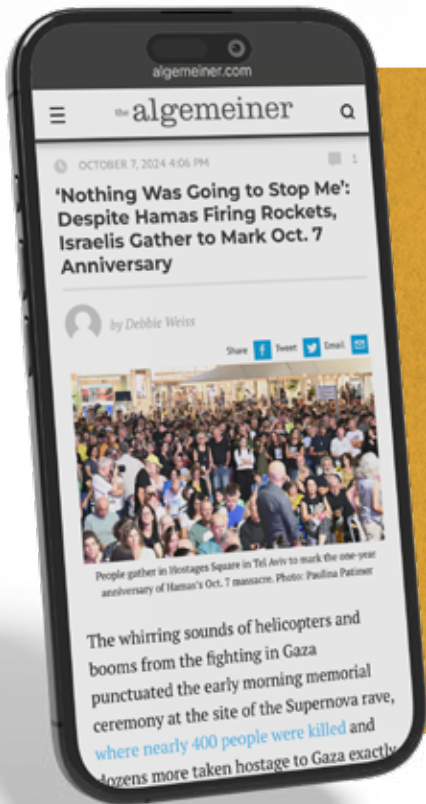 algemeiner.com
the algemeiner
OCTOBER 7, 2024 4:06 PM
1
‘Nothing Was Going to Stop Me’:
Despite Hamas Firing Rockets,
Israelis Gather to Mark Oct. 7
Anniversary
by Debbie Weiss
Share f Tweet Email
People gather in Hostages Square in Tel Aviv to mark the one-year
anniversary of Hamas's Oct. 7 massacre. Photo: Paulina Patimer
The whirring sounds of helicopters and
booms from the fighting in Gaza
punctuated the early morning memorial
ceremony at the site of the Supernova rave,
where nearly 400 people were killed and
dozens more taken hostage to Gaza exactly